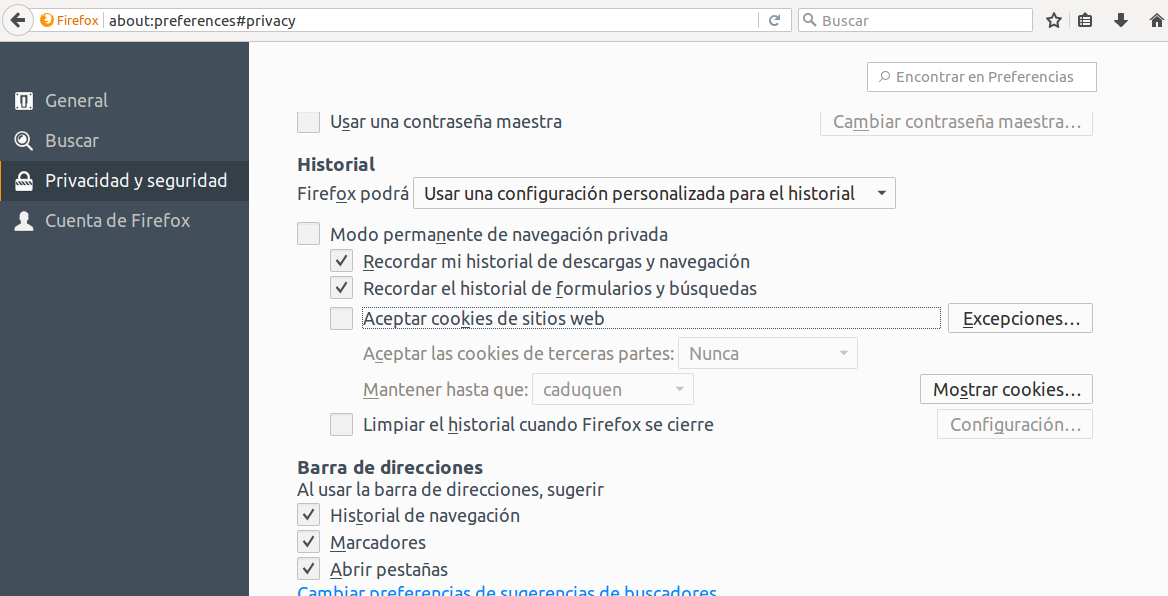 Firefox about:preferences#privacy Buscar
Encontrar en Preferencias
General
Buscar
Privacidad y seguridad
Cuenta de Firefox
Usar una contraseña maestra Cambiar contraseña maestra...
Historial
Firefox podrá Usar una configuración personalizada para el historial
Modo permanente de navegación privada
Recordar mi historial de descargas y navegación
Recordar el historial de formularios y búsquedas
Aceptar cookies de sitios web Excepciones...
Aceptar las cookies de terceras partes: Nunca
Mantener hasta que: caduquen Mostrar cookies...
Limpiar el historial cuando Firefox se cierre Configuración...
Barra de direcciones
Al usar la barra de direcciones, sugerir
Historial de navegación
Marcadores
Abrir pestañas
Cambiar preferencias de sugerencias de buscadores